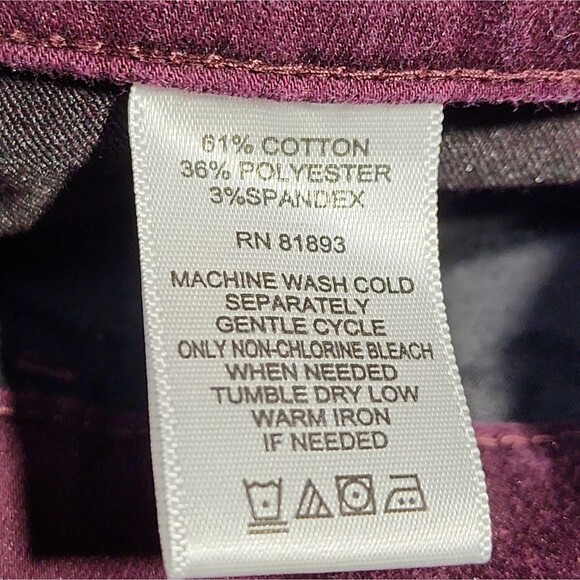 61% COTTON
36% POLYESTER
3%SPANDEX
RN 81893
MACHINE WASH COLD
SEPARATELY
GENTLE CYCLE
ONLY NON-CHLORINE BLEACH
WHEN NEEDED
TUMBLE DRY LOW
WARM IRON
IF NEEDED